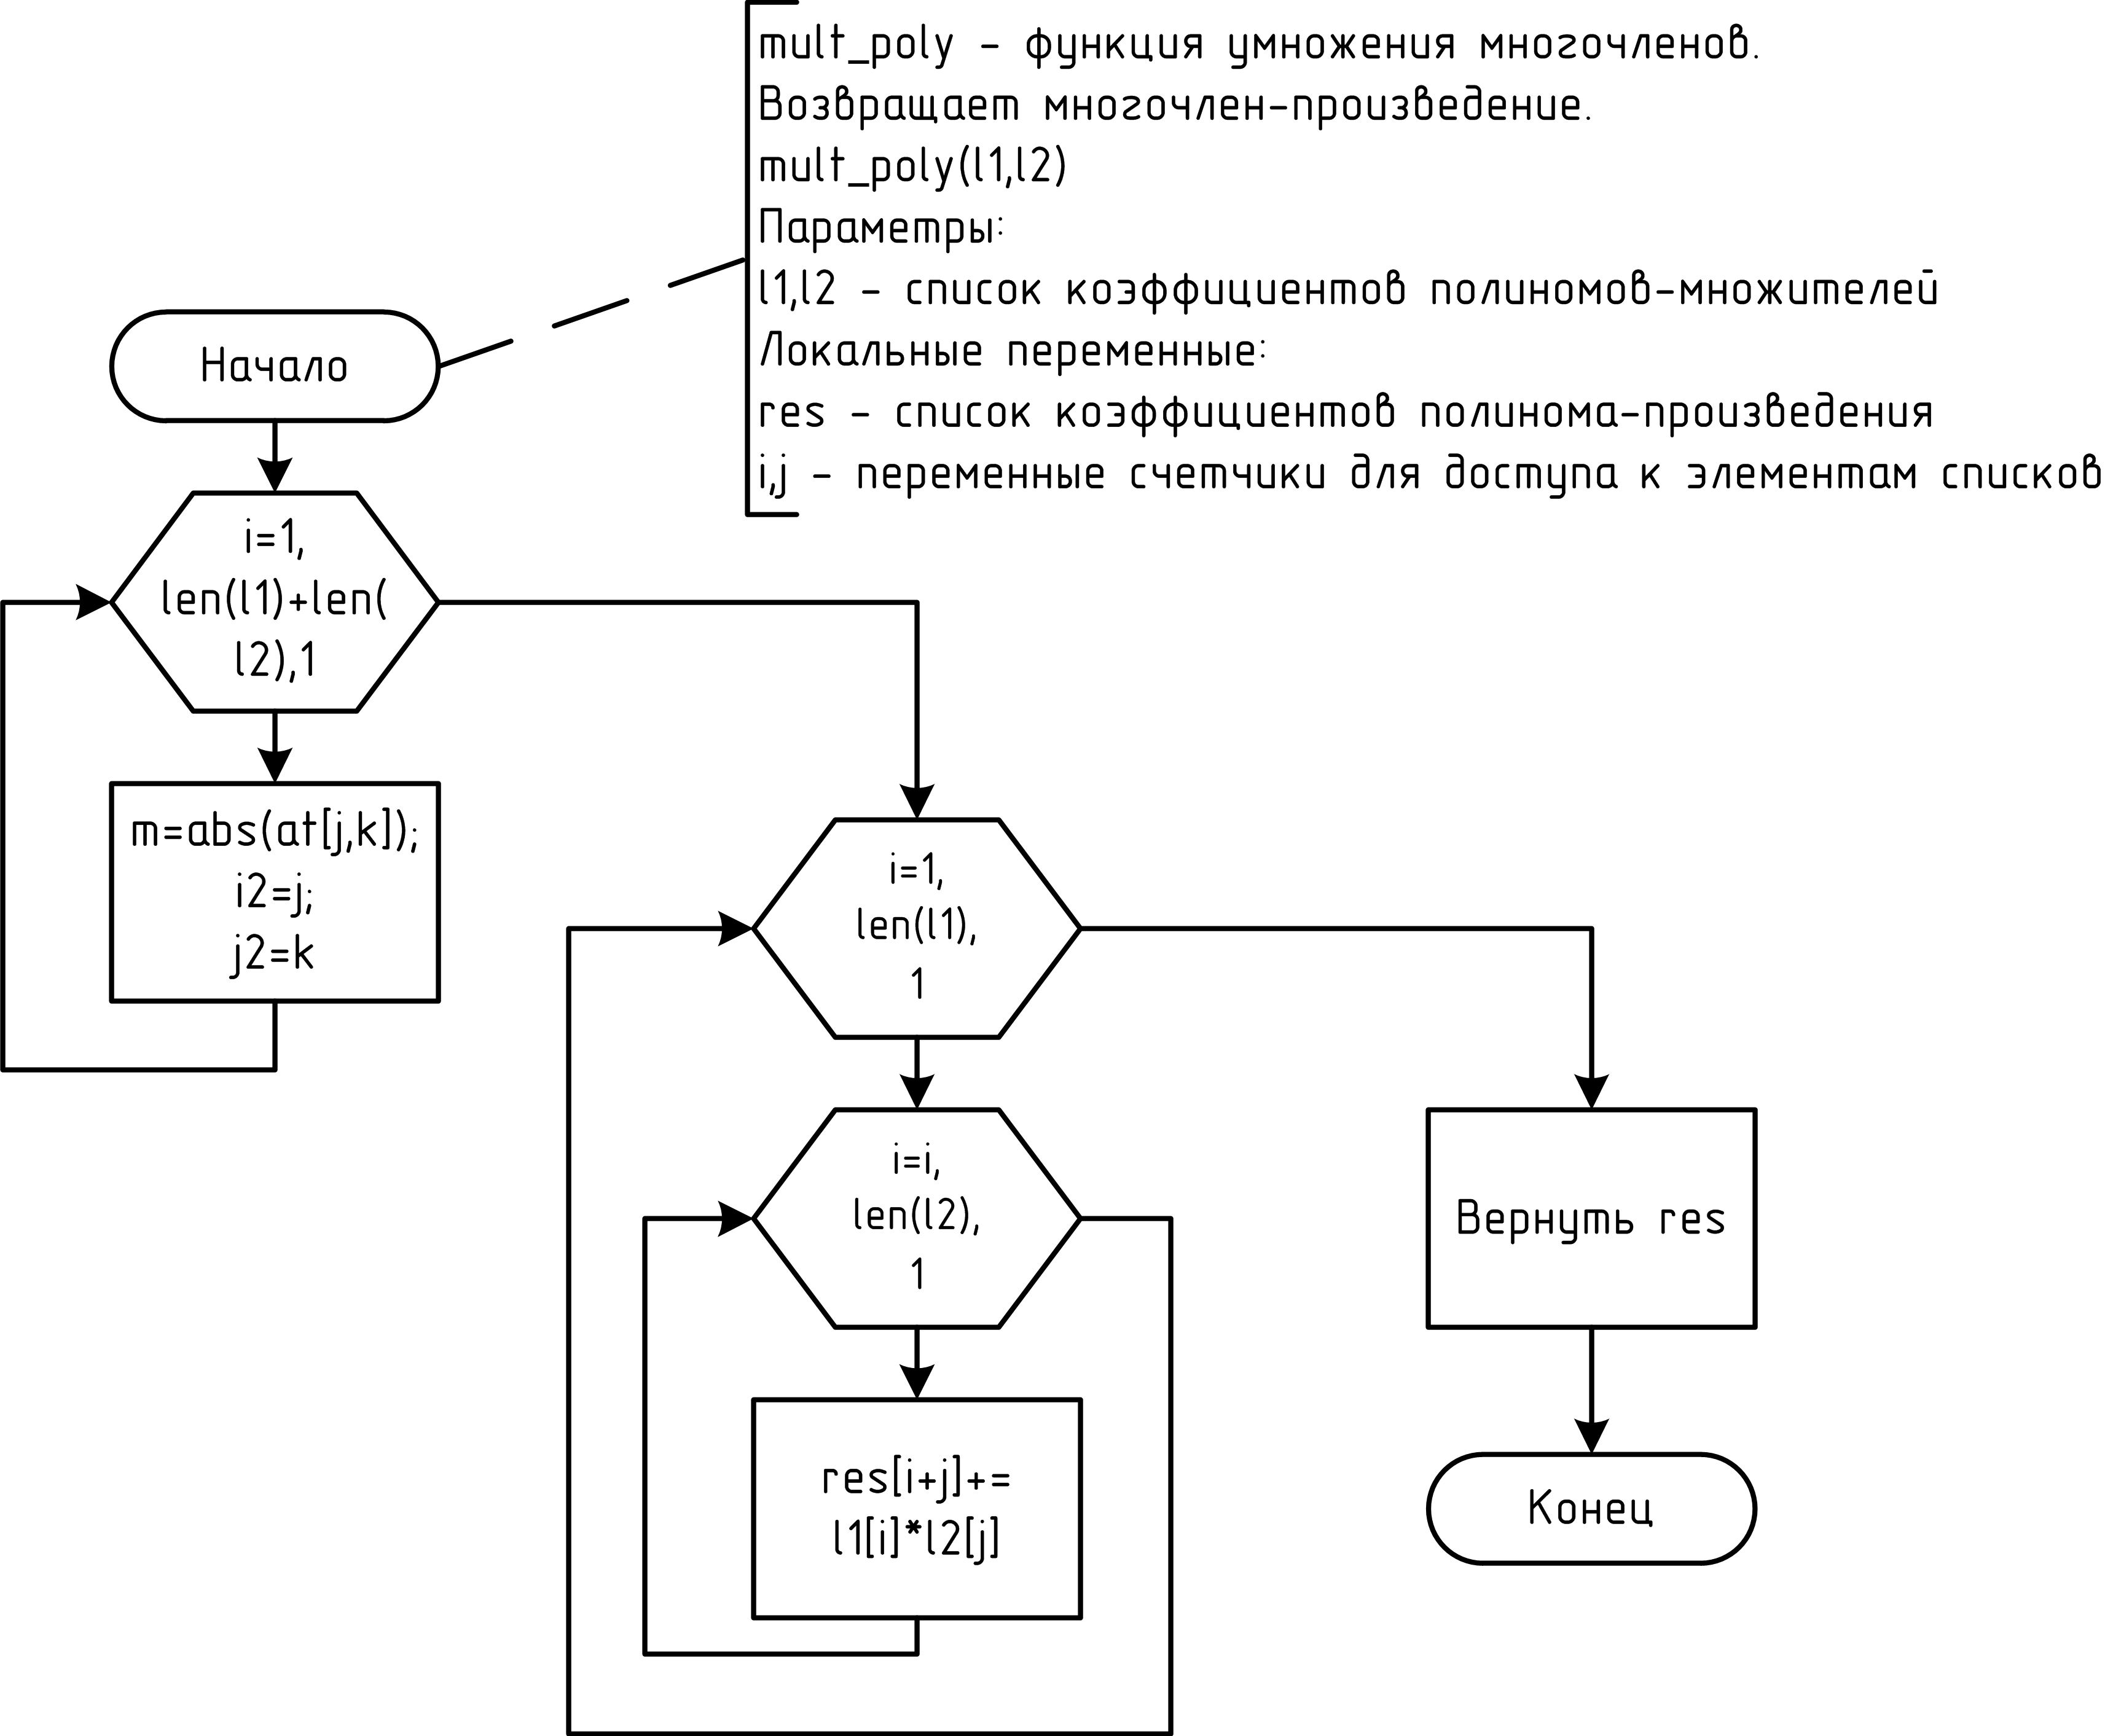 mult_poly - функция умножения многочленов.
Возвращает многочлен-произведение.
mult_poly(l1,l2)
Параметры:
l1,l2 - список коэффициентов полиномов-множителей
Локальные переменные:
res - список коэффициентов полинома-произведения
i,j - переменные счетчики для доступа к элементам списков
Начало
i=1,
len(l1)+len(
l2),1
m=abs(at[j,k]);
i2=j;
j2=k
i=1,
len(l1),
1
i=i,
len(l2),
1
res[i+j]+=
l1[i]*l2[j]
Вернуть res
Конец